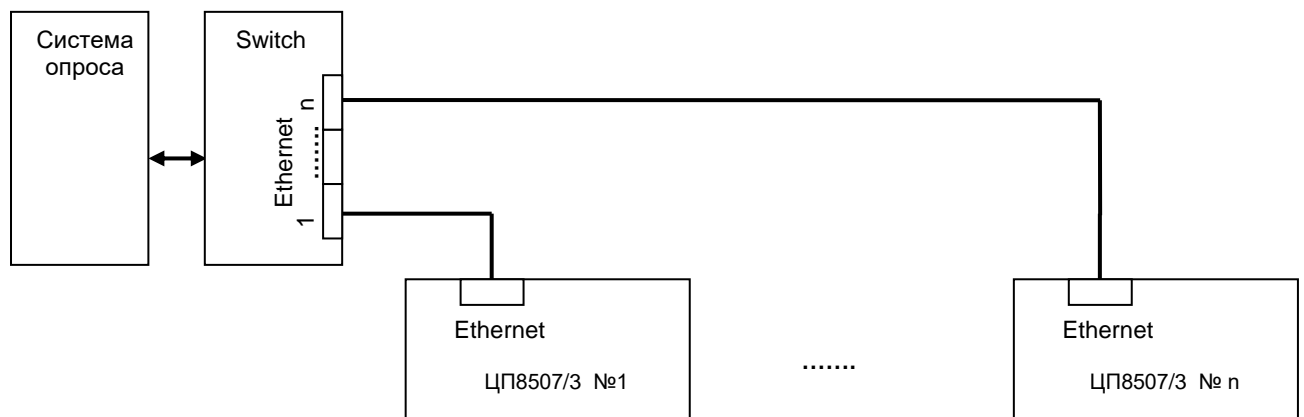 Система
опроса
Switch
n
.......
Ethernet
1
Ethernet
ЦП8507/3 №1
.......
Ethernet
ЦП8507/3 № n